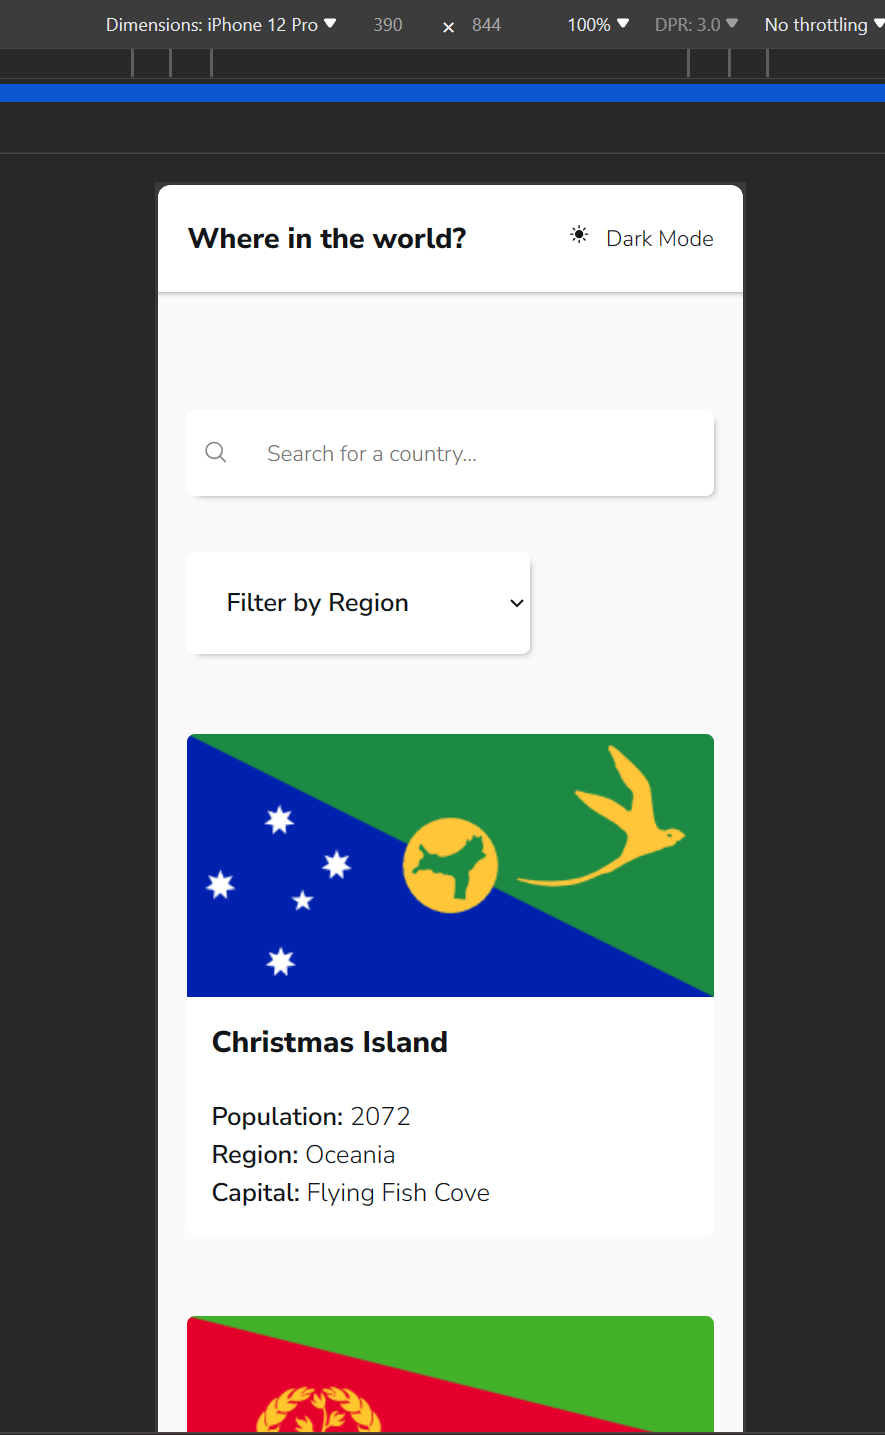 Dimensions: iPhone 12 Pro 390 × 844 100% DPR: 3.0 No throttling
Where in the world? Dark Mode
Search for a country...
Filter by Region
Christmas Island
Population: 2072
Region: Oceania
Capital: Flying Fish Cove